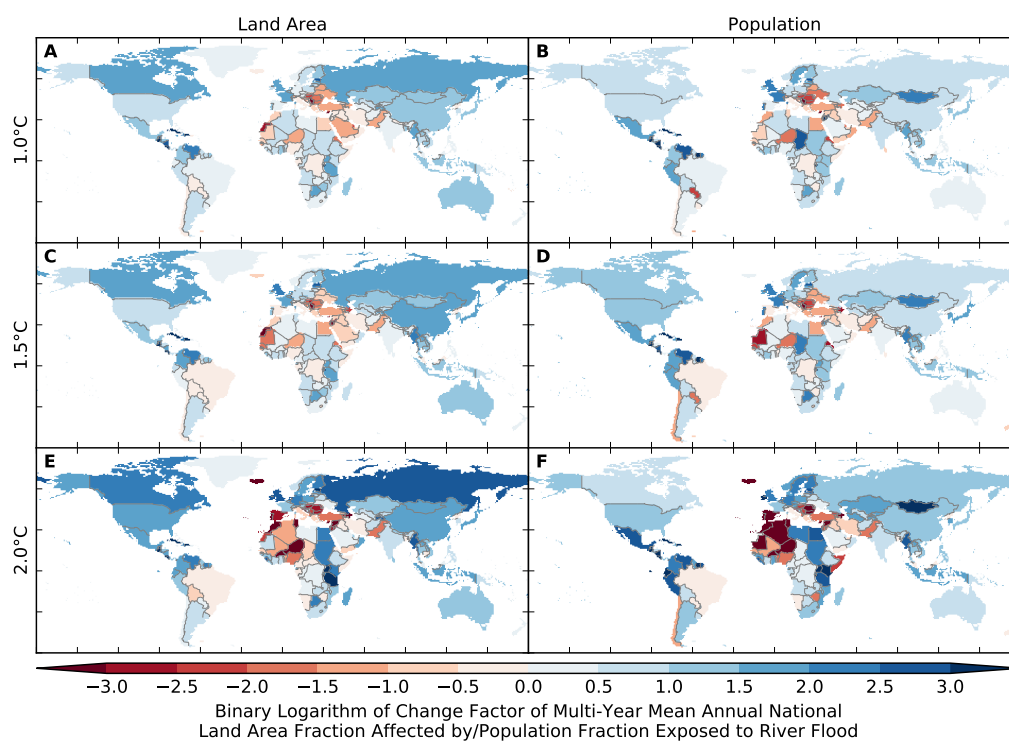 Land Area
Population
A
B
1.0°C
C
D
1.5°C
E
F
2.0°C
−3.0 −2.5 −2.0 −1.5 −1.0 −0.5 0.0 0.5 1.0 1.5 2.0 2.5 3.0
Binary Logarithm of Change Factor of Multi-Year Mean Annual National
Land Area Fraction Affected by/Population Fraction Exposed to River Flood